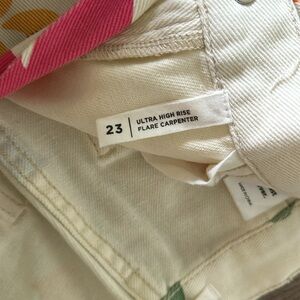 23 ULTRA HIGH RISE
FLARE CARPENTER